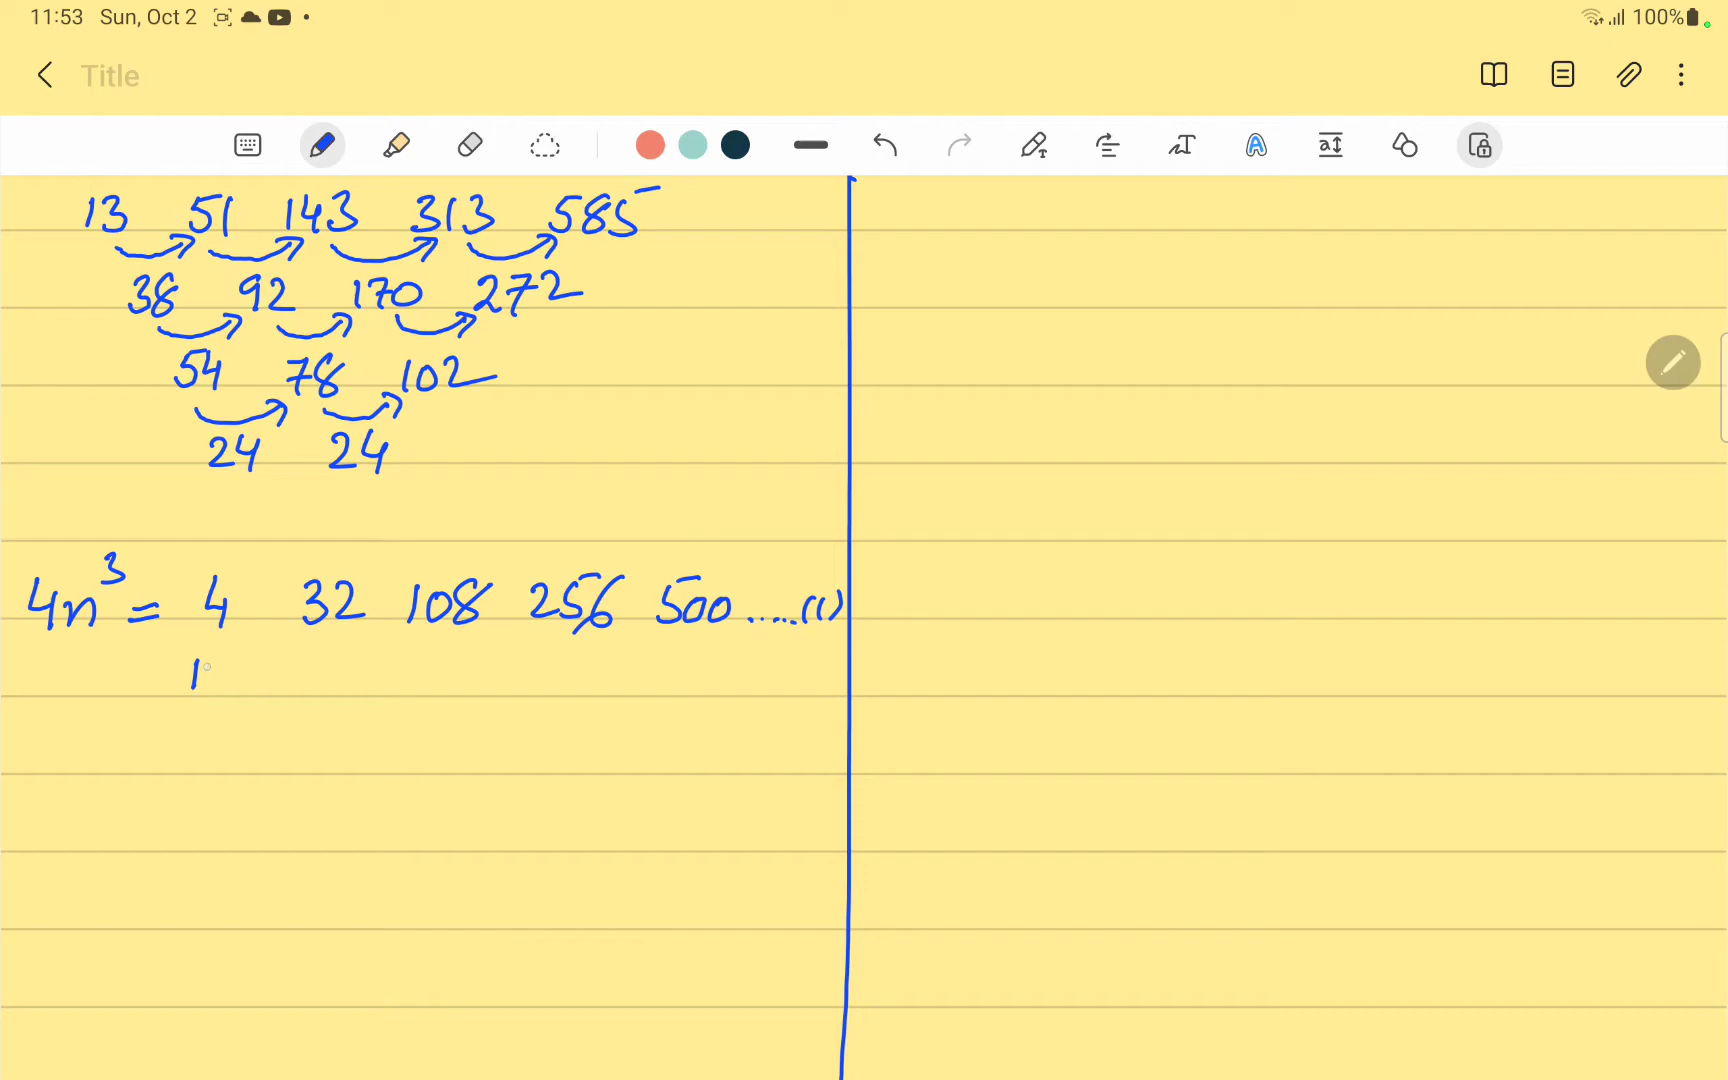 11:53 Sun, Oct 2 100%
Title
13 51 143 313 585
38 92 170 272
54 78 102
24 24
4n³ = 4 32 108 256 500 .....(1)
1